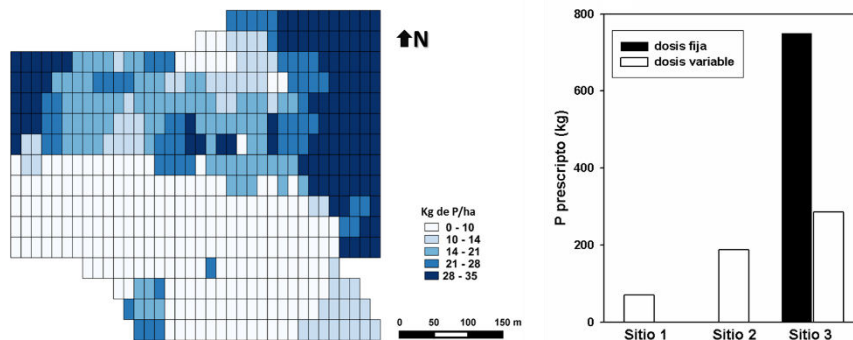 N
Kg de P/ha
0 - 10
10 - 14
14 - 21
21 - 28
28 - 35
0 50 100 150 m
P prescripto (kg)
800
600
400
200
0
dosis fija
dosis variable
Sitio 1 Sitio 2 Sitio 3